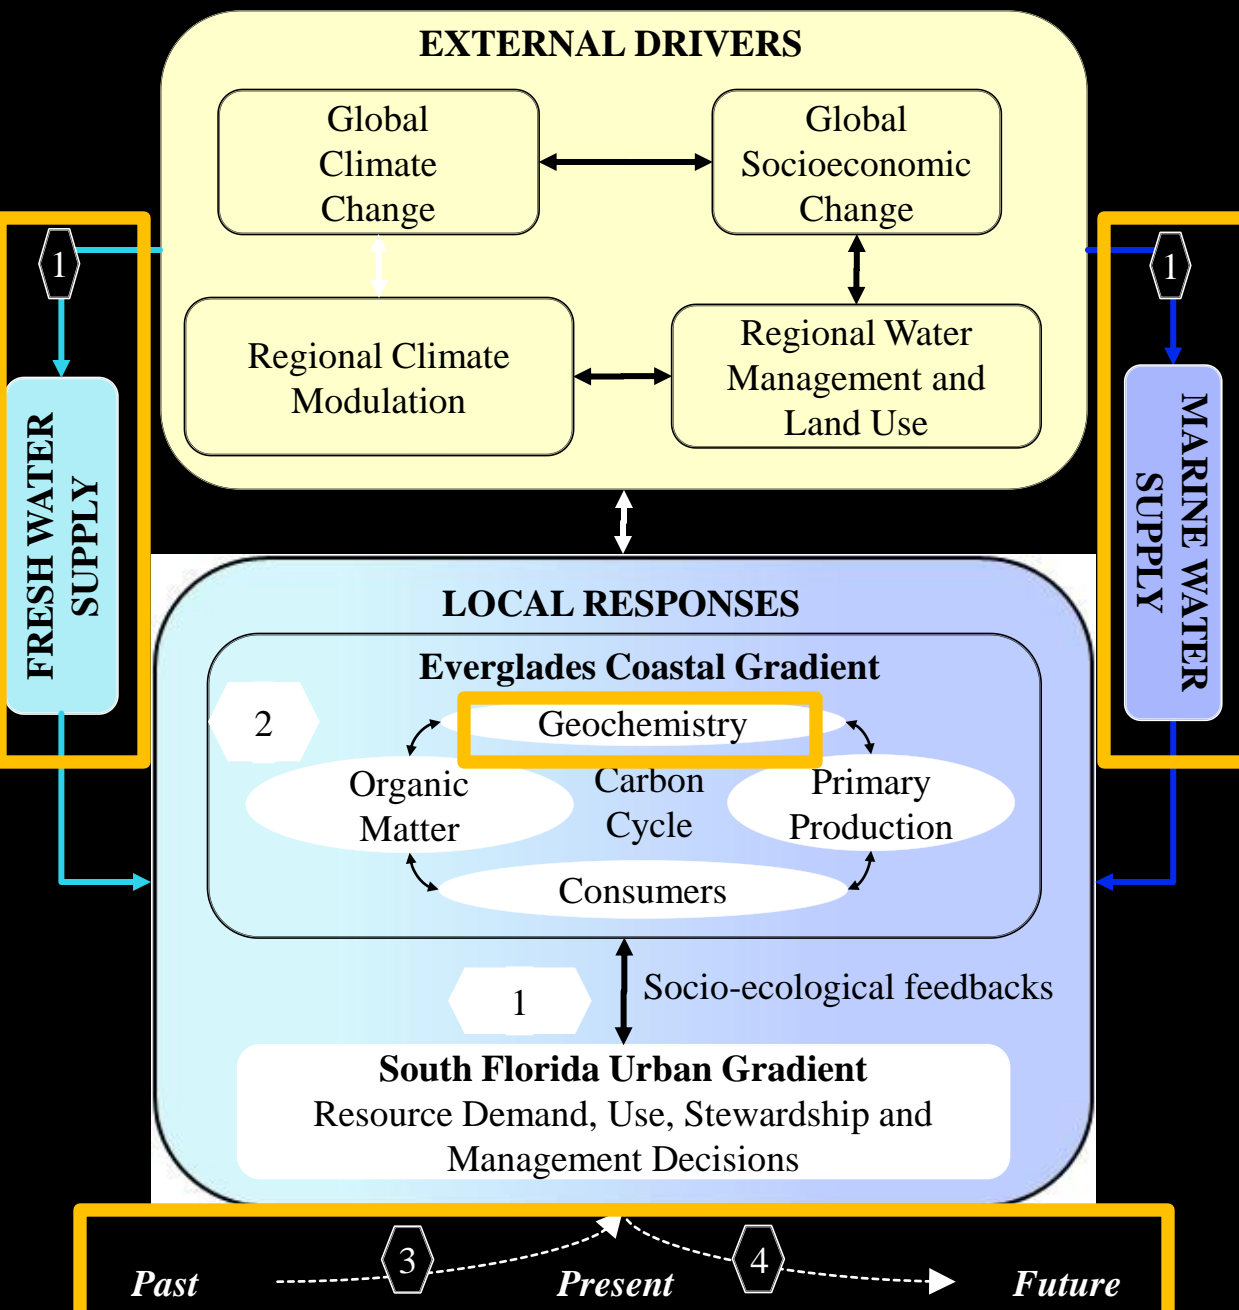 EXTERNAL DRIVERS
Global
Climate
Change
Global
Socioeconomic
Change
1
1
Regional Climate
Modulation
Regional Water
Management and
Land Use
FRESH WATER
SUPPLY
MARINE WATER
SUPPLY
LOCAL RESPONSES
Everglades Coastal Gradient
2
Geochemistry
Organic
Matter
Carbon
Cycle
Primary
Production
Consumers
1
Socio-ecological feedbacks
South Florida Urban Gradient
Resource Demand, Use, Stewardship and
Management Decisions
3
4
Past
Present
Future